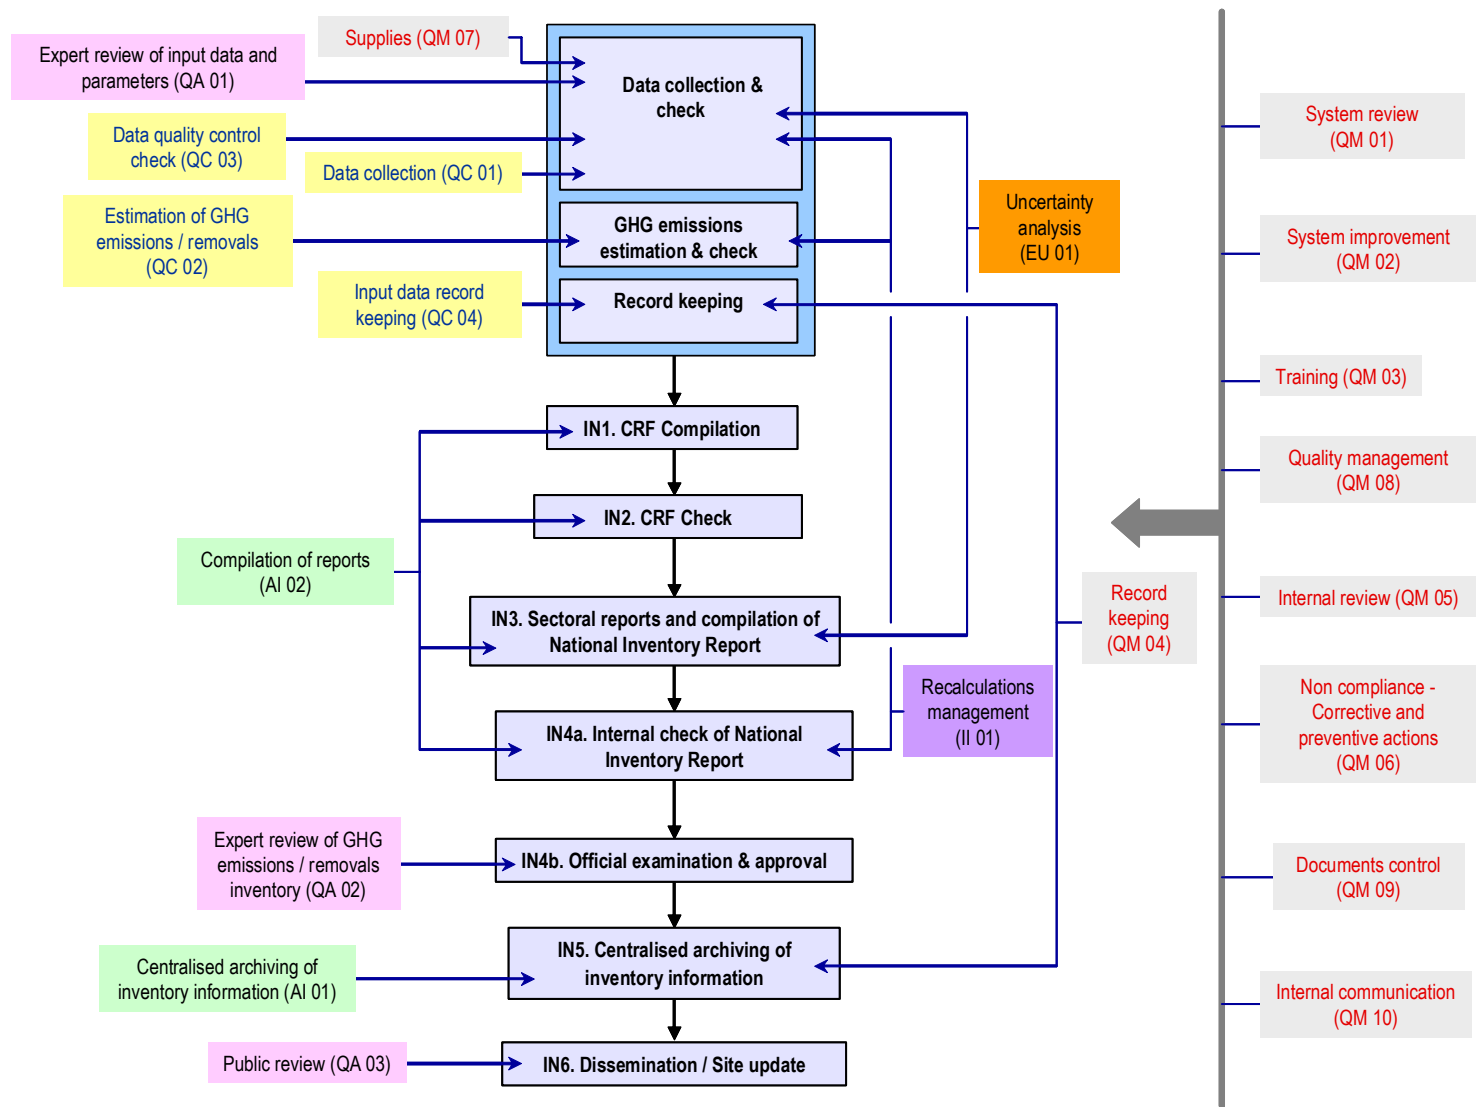 Supplies (QM 07)
Expert review of input data and
parameters (QA 01)
Data quality control
check (QC 03)
Data collection (QC 01)
Estimation of GHG
emissions / removals
(QC 02)
Input data record
keeping (QC 04)
Data collection &
check
GHG emissions
estimation & check
Record keeping
Uncertainty
analysis
(EU 01)
IN1. CRF Compilation
IN2. CRF Check
Compilation of reports
(AI 02)
IN3. Sectoral reports and compilation of
National Inventory Report
Record
keeping
(QM 04)
Recalculations
management
(II 01)
IN4a. Internal check of National
Inventory Report
Expert review of GHG
emissions / removals
inventory (QA 02)
IN4b. Official examination & approval
Centralised archiving of
inventory information (AI 01)
IN5. Centralised archiving of
inventory information
Public review (QA 03)
IN6. Dissemination / Site update
System review
(QM 01)
System improvement
(QM 02)
Training (QM 03)
Quality management
(QM 08)
Internal review (QM 05)
Non compliance -
Corrective and
preventive actions
(QM 06)
Documents control
(QM 09)
Internal communication
(QM 10)